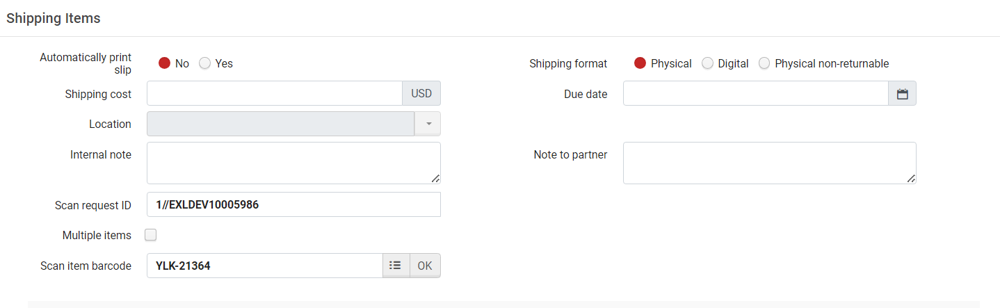 Shipping Items
Automatically print
slip
No Yes
Shipping format
Physical Digital Physical non-returnable
Shipping cost
USD
Due date
Location
Internal note
Note to partner
Scan request ID
1//EXLDEV10005986
Multiple items
Scan item barcode
YLK-21364
OK